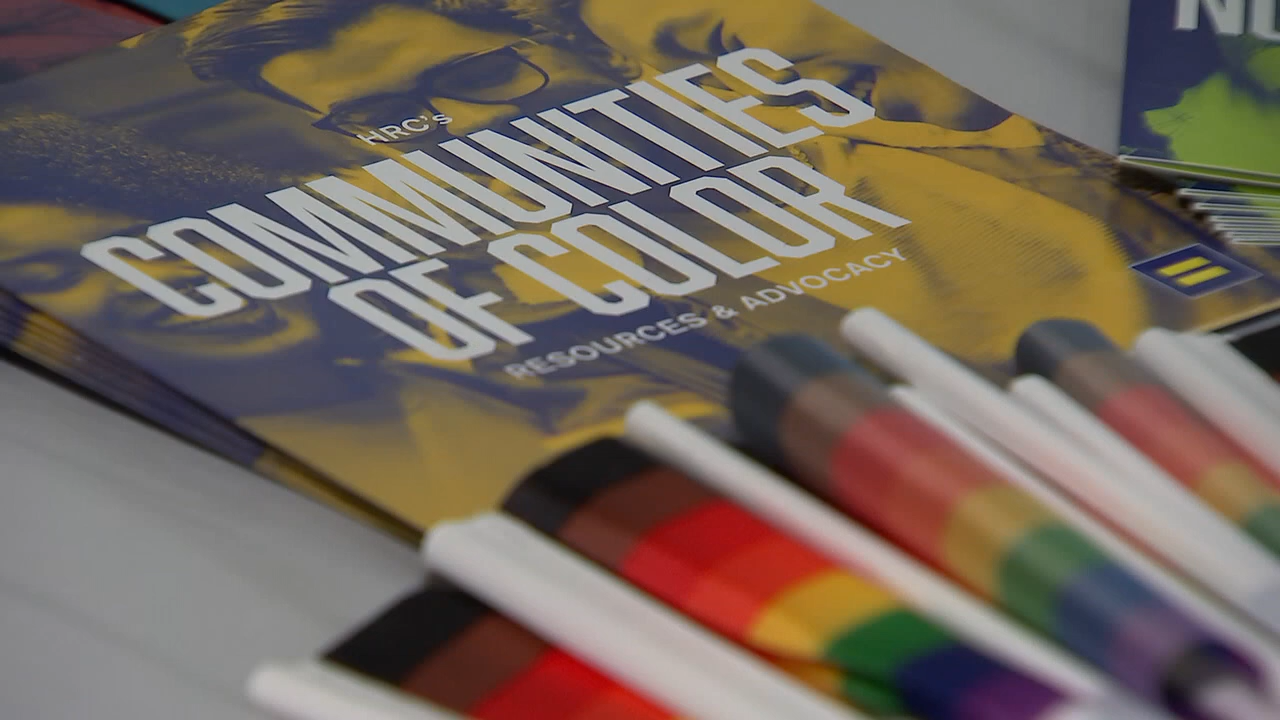 HRC's
COMMUNITIES
OF COLOR
RESOURCES & ADVOCACY